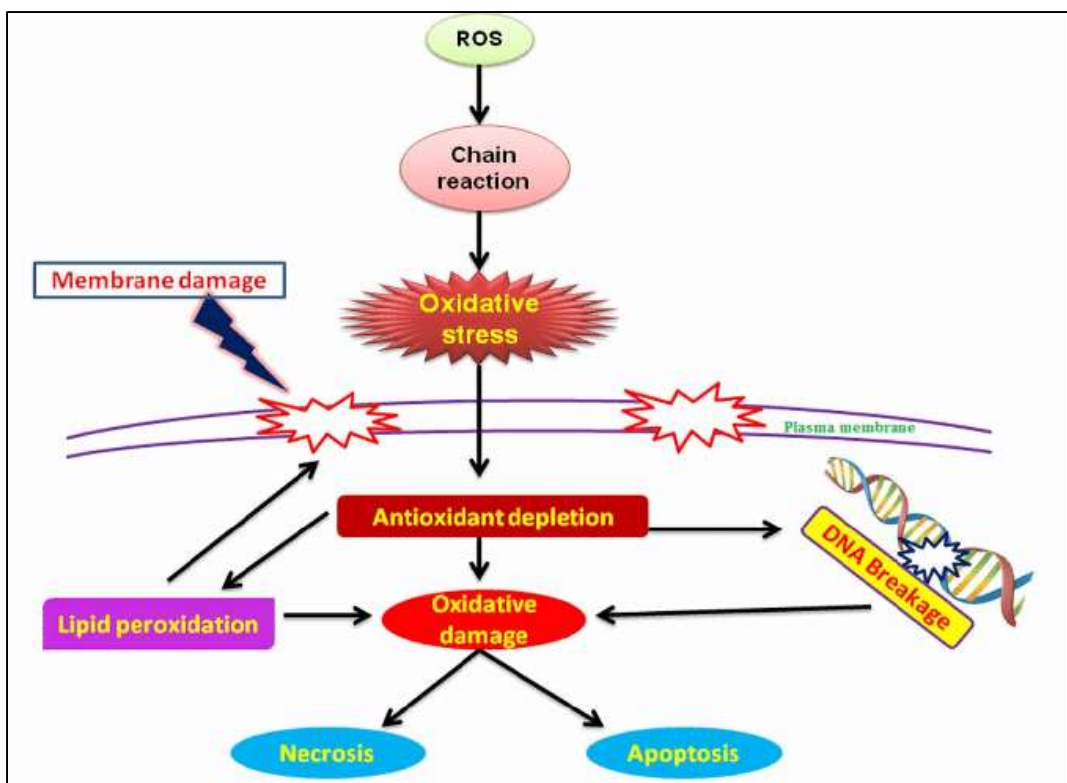 ROS
Chain
reaction
Membrane damage
Oxidative
stress
Plasma membrane
Antioxidant depletion
DNA Breakage
Lipid peroxidation
Oxidative
damage
Necrosis
Apoptosis